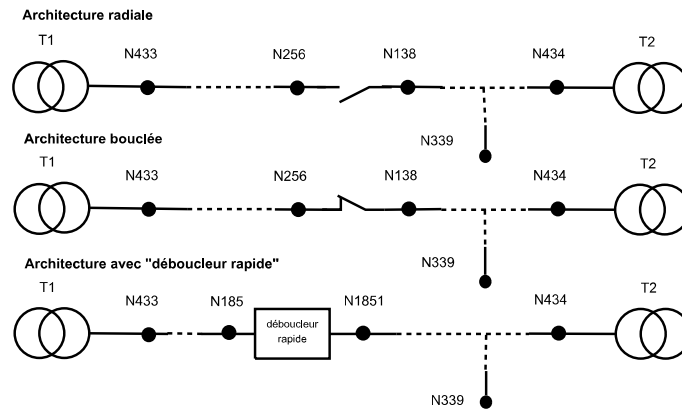 Architecture radiale
T1
T2
N433
N256
N138
N434
N339
Architecture bouclée
T1
T2
N433
N256
N138
N434
N339
Architecture avec "déboucleur rapide"
T1
T2
N433
N185
N1851
N434
déboucleur
rapide
N339